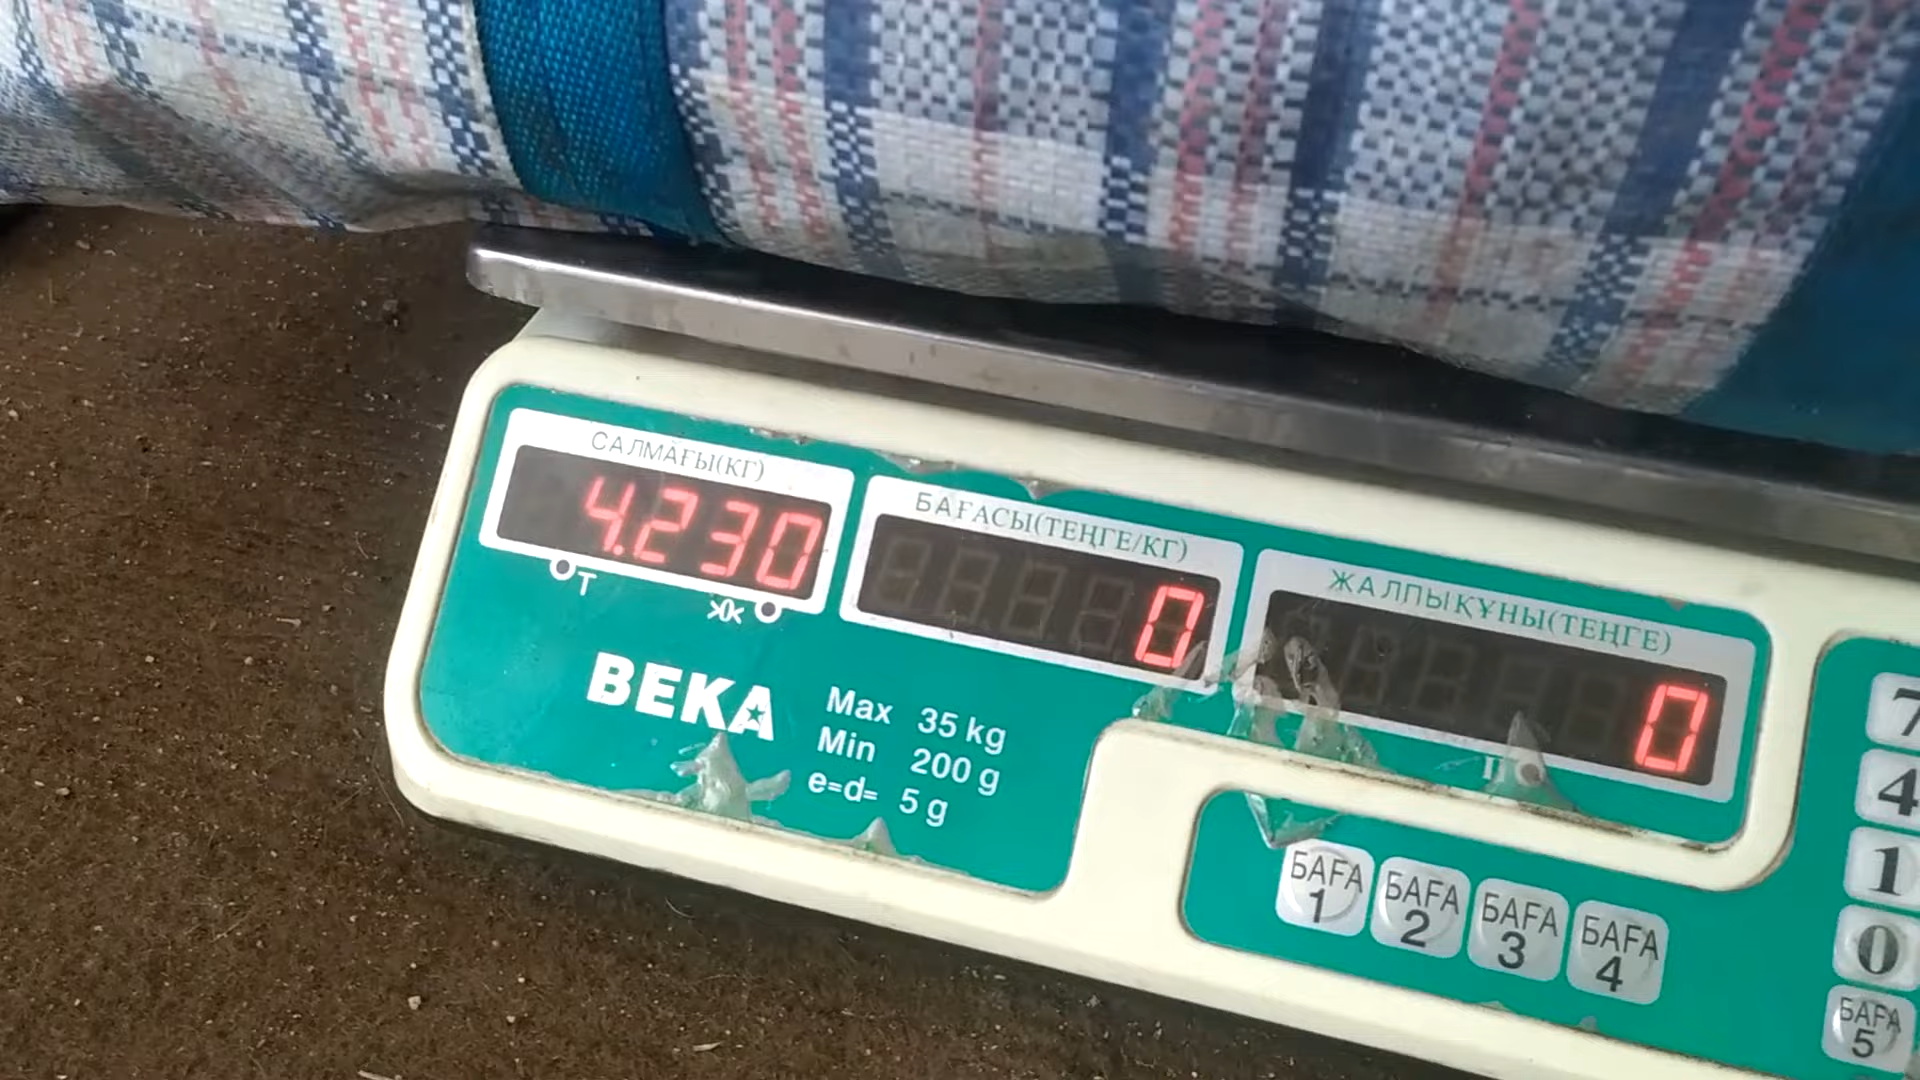 САЛМАҒЫ(КГ)
4.230
T
>0<
БАҒАСЫ(ТЕҢГЕ/КГ)
0
ЖАЛПЫ ҚҰНЫ(ТЕҢГЕ)
0
BEKA
Max 35 kg
Min 200 g
e=d= 5 g
БАҒА 1
БАҒА 2
БАҒА 3
БАҒА 4
7
4
1
0
БАҒА 5